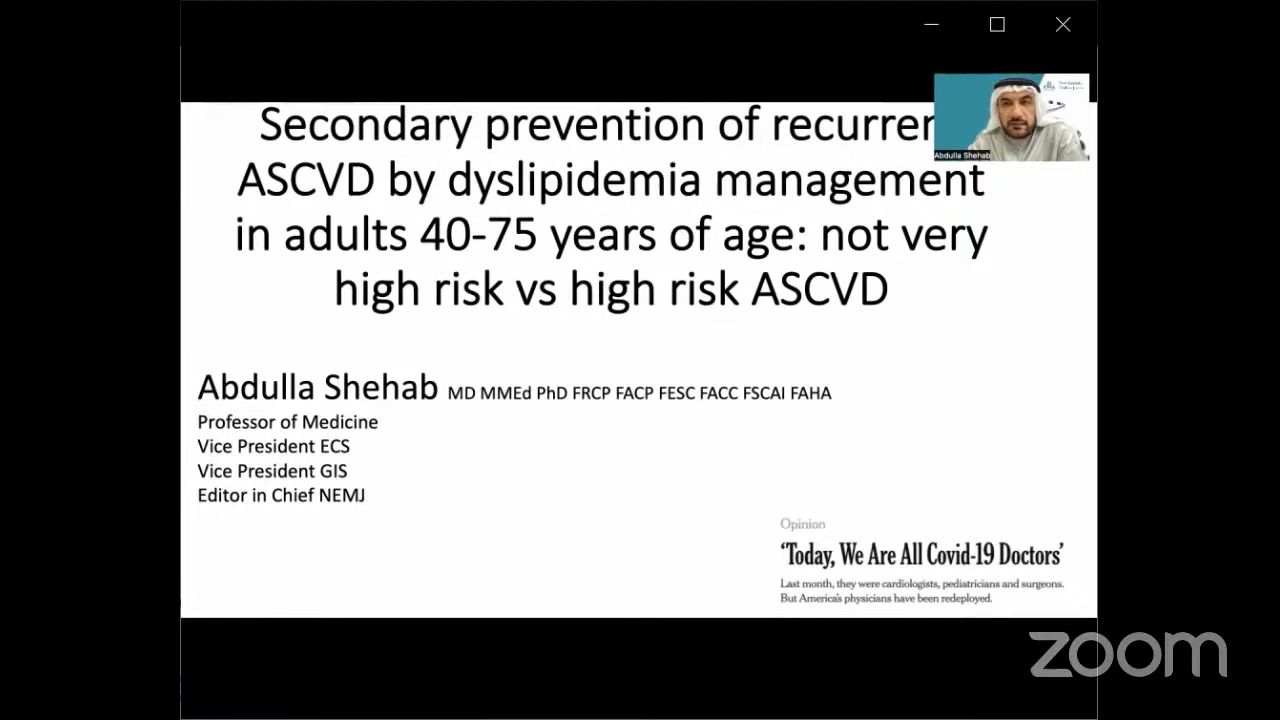 Secondary prevention of recurren
ASCVD by dyslipidemia management
in adults 40-75 years of age: not very
high risk vs high risk ASCVD
Abdulla Shehab
Abdulla Shehab MD MMEd PhD FRCP FACP FESC FACC FSCAI FAHA
Professor of Medicine
Vice President ECS
Vice President GIS
Editor in Chief NEMJ
Opinion
‘Today, We Are All Covid-19 Doctors’
Last month, they were cardiologists, pediatricians and surgeons.
But America's physicians have been redeployed.
zoom